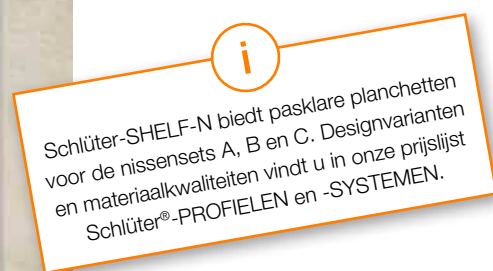 i
Schlüter-SHELF-N biedt pasklare planchetten
voor de nissensets A, B en C. Designvarianten
en materiaalkwaliteiten vindt u in onze prijslijst
Schlüter®-PROFIELEN en -SYSTEMEN.